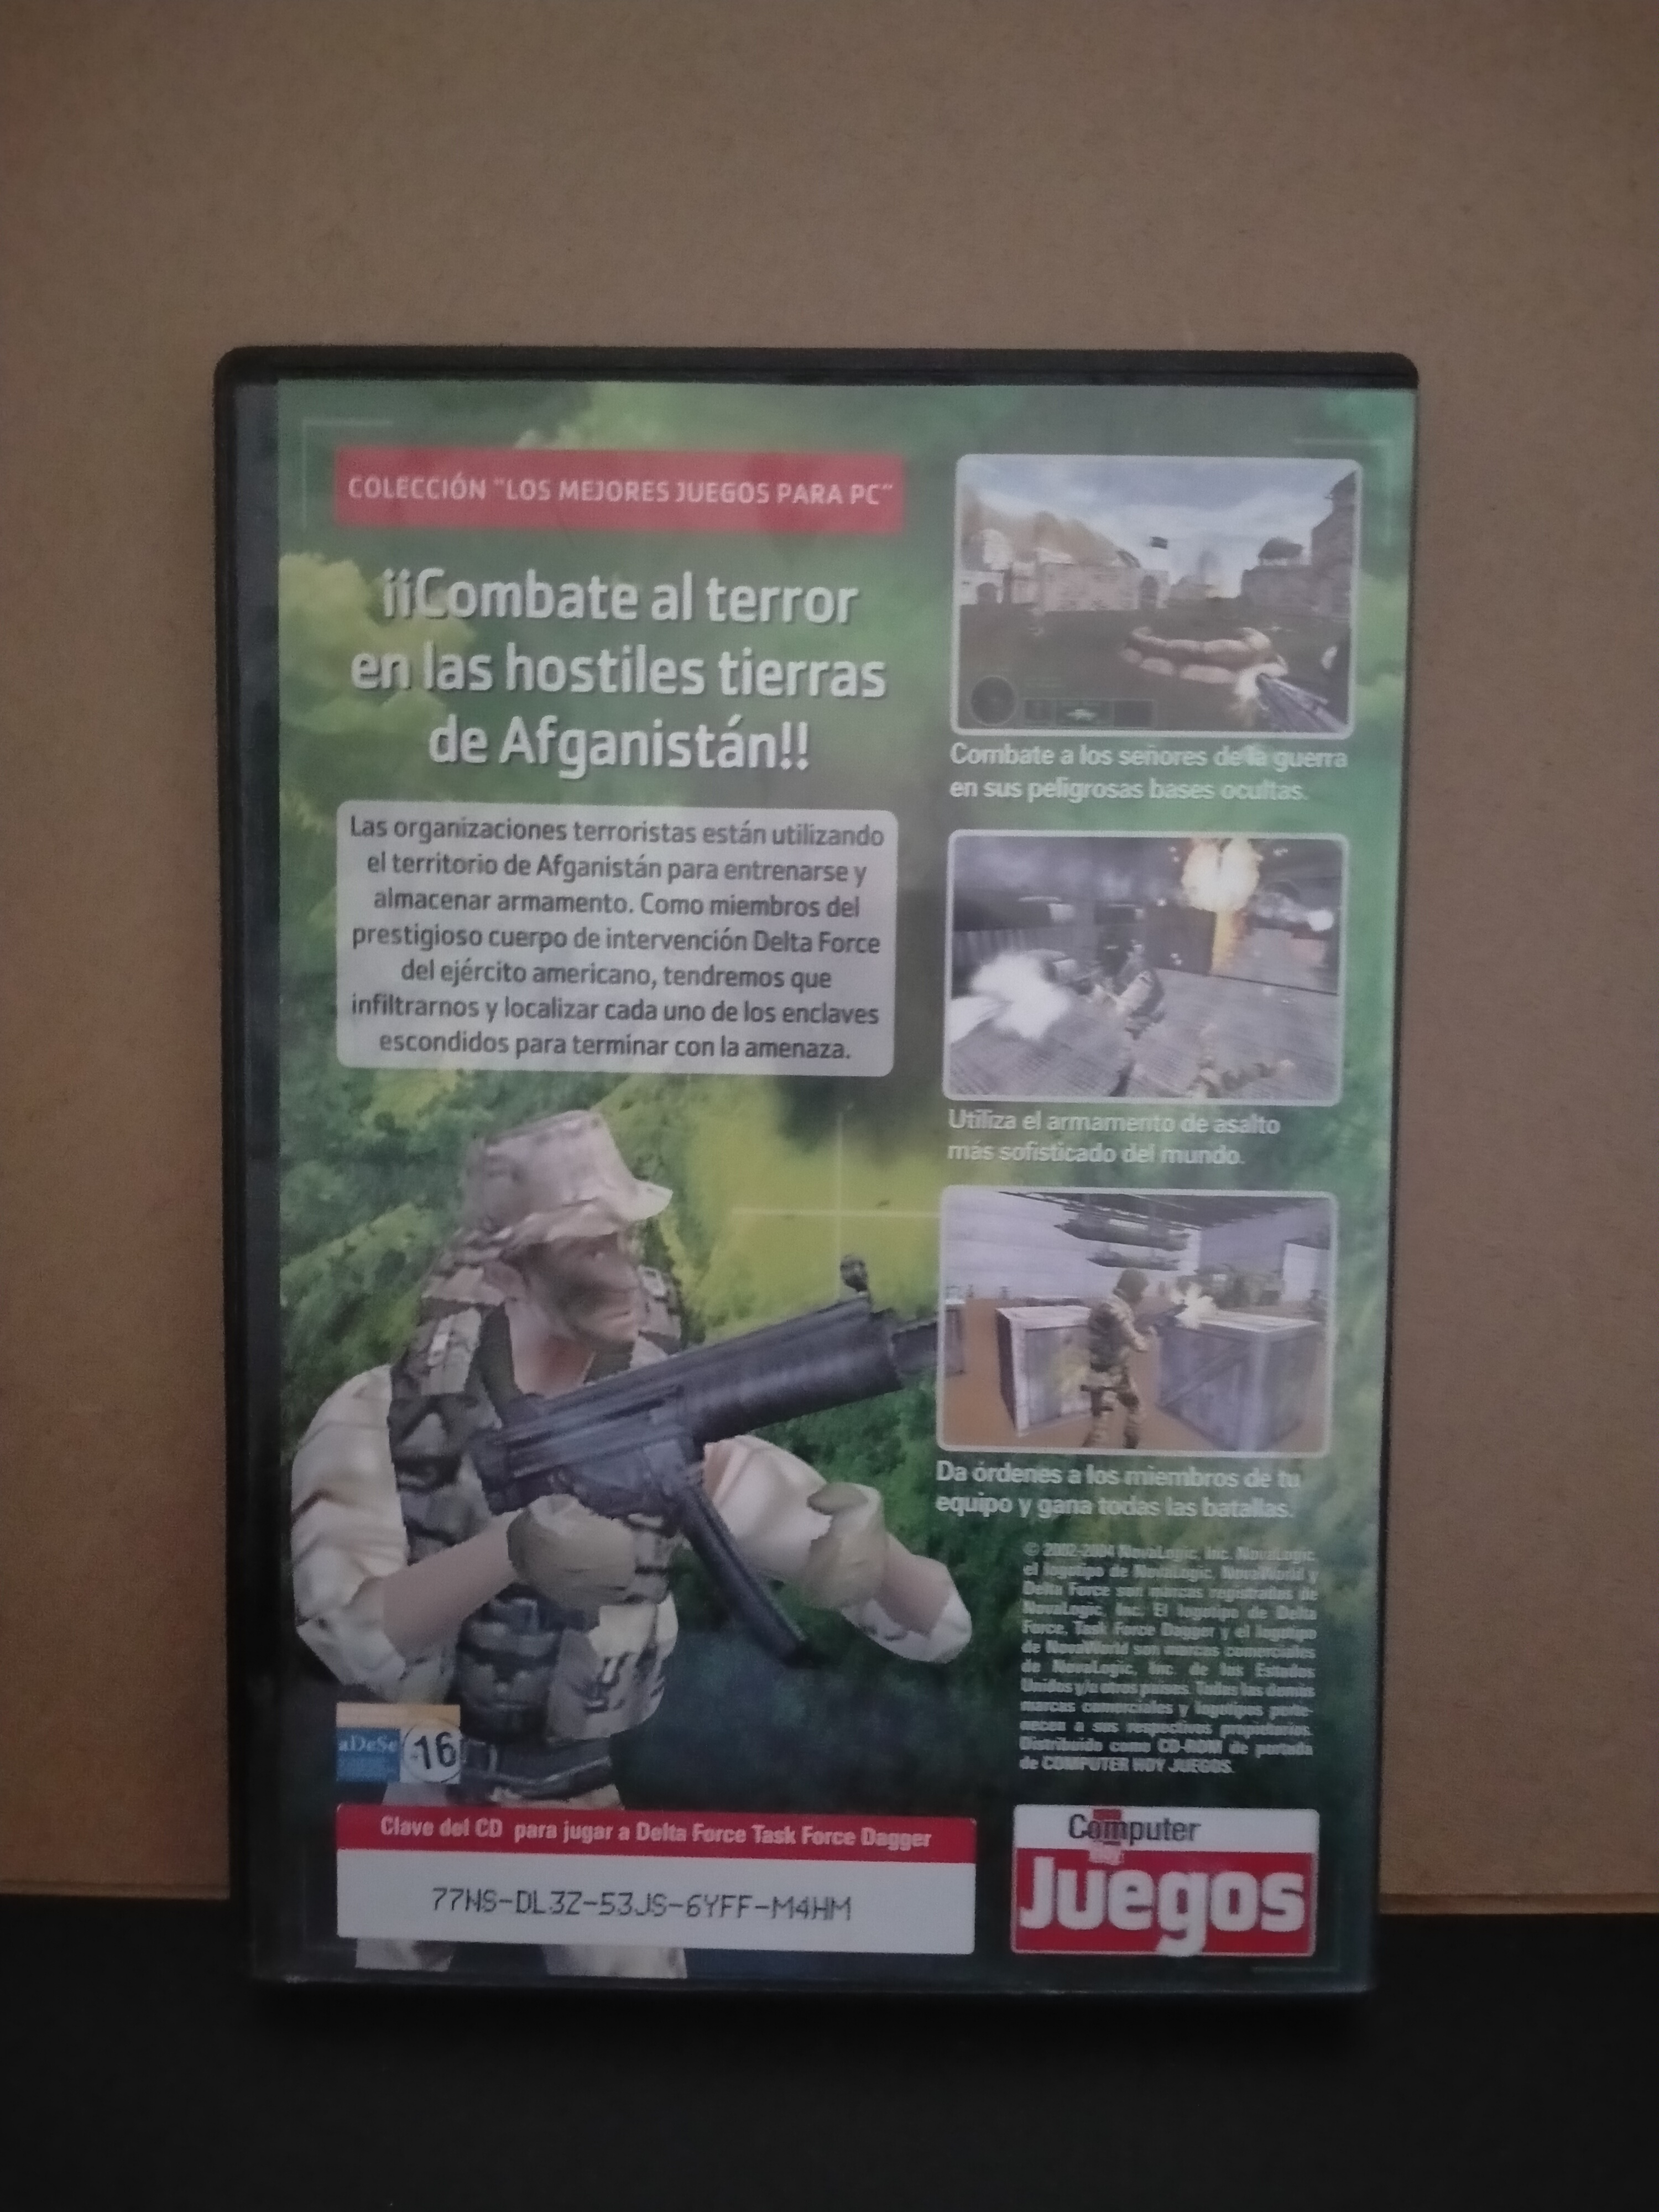 COLECCIÓN "LOS MEJORES JUEGOS PARA PC"
¡¡Combate al terror
en las hostiles tierras
de Afganistán!!
Las organizaciones terroristas están utilizando
el territorio de Afganistán para entrenarse y
almacenar armamento. Como miembros del
prestigioso cuerpo de intervención Delta Force
del ejército americano, tendremos que
infiltrarnos y localizar cada uno de los enclaves
escondidos para terminar con la amenaza.
Combate a los señores de la guerra
en sus peligrosas bases ocultas.
Utiliza el armamento de asalto
más sofisticado del mundo.
Da órdenes a los miembros de tu
equipo y gana todas las batallas.
© 2002-2004 NovaLogic, Inc. NovaLogic,
el logotipo de NovaLogic, NovaWorld y
Delta Force son marcas registradas de
NovaLogic, Inc. El logotipo de Delta
Force, Task Force Dagger y el logotipo
de NovaWorld son marcas comerciales
de NovaLogic, Inc. de los Estados
Unidos y/u otros países. Todas las demás
marcas comerciales y logotipos perte-
necen a sus respectivos propietarios.
Distribuido como CD-ROM de portada
de COMPUTER HOY JUEGOS.
aDeSe
16
Clave del CD para jugar a Delta Force Task Force Dagger
77NS-DL3Z-53JS-6YFF-M4HM
Computer
hoy
Juegos